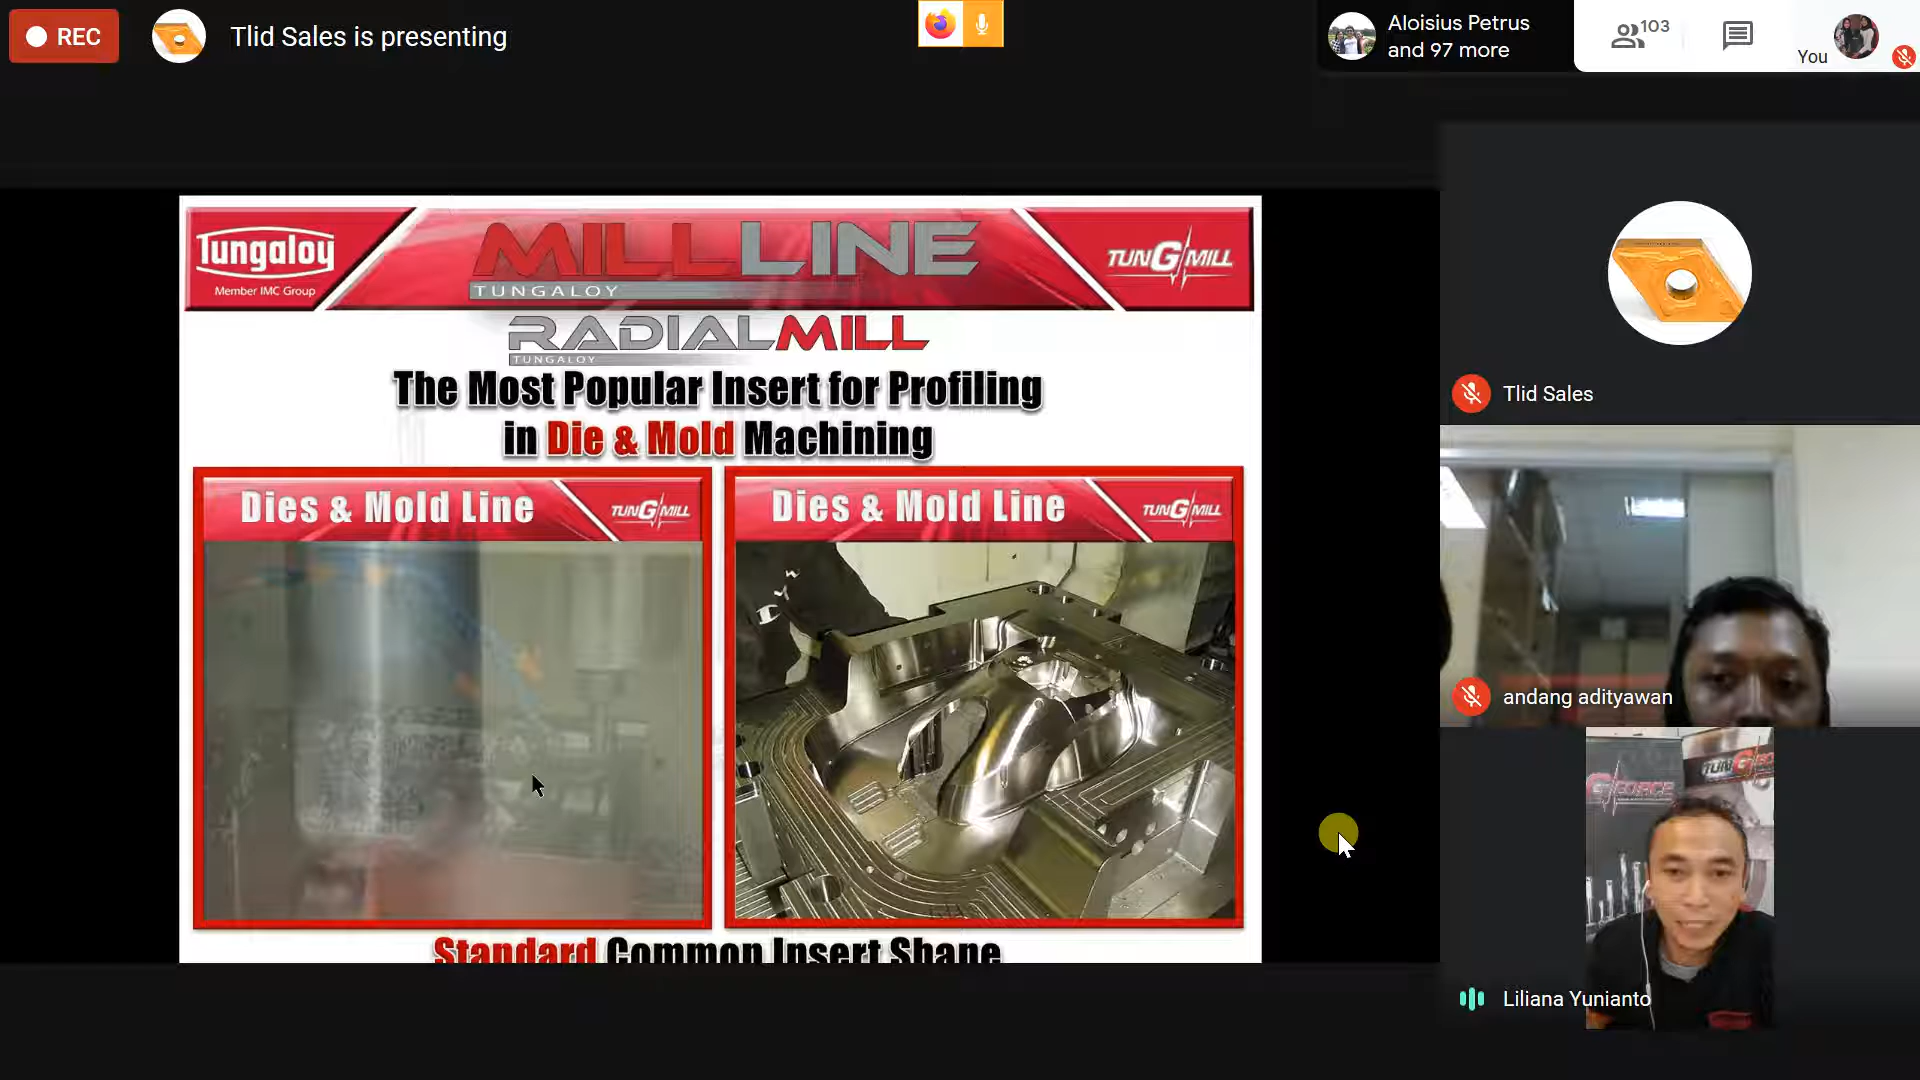 REC
Tlid Sales is presenting
Aloisius Petrus
and 97 more
103
You
Tungaloy
Member IMC Group
MILLLINE
TUNGALOY
TUNGMILL
RADIALMILL
TUNGALOY
The Most Popular Insert for Profiling
in Die & Mold Machining
Dies & Mold Line
TUNGMILL
Dies & Mold Line
TUNGMILL
Standard Common Insert Shape
Tlid Sales
andang adityawan
Liliana Yunianto